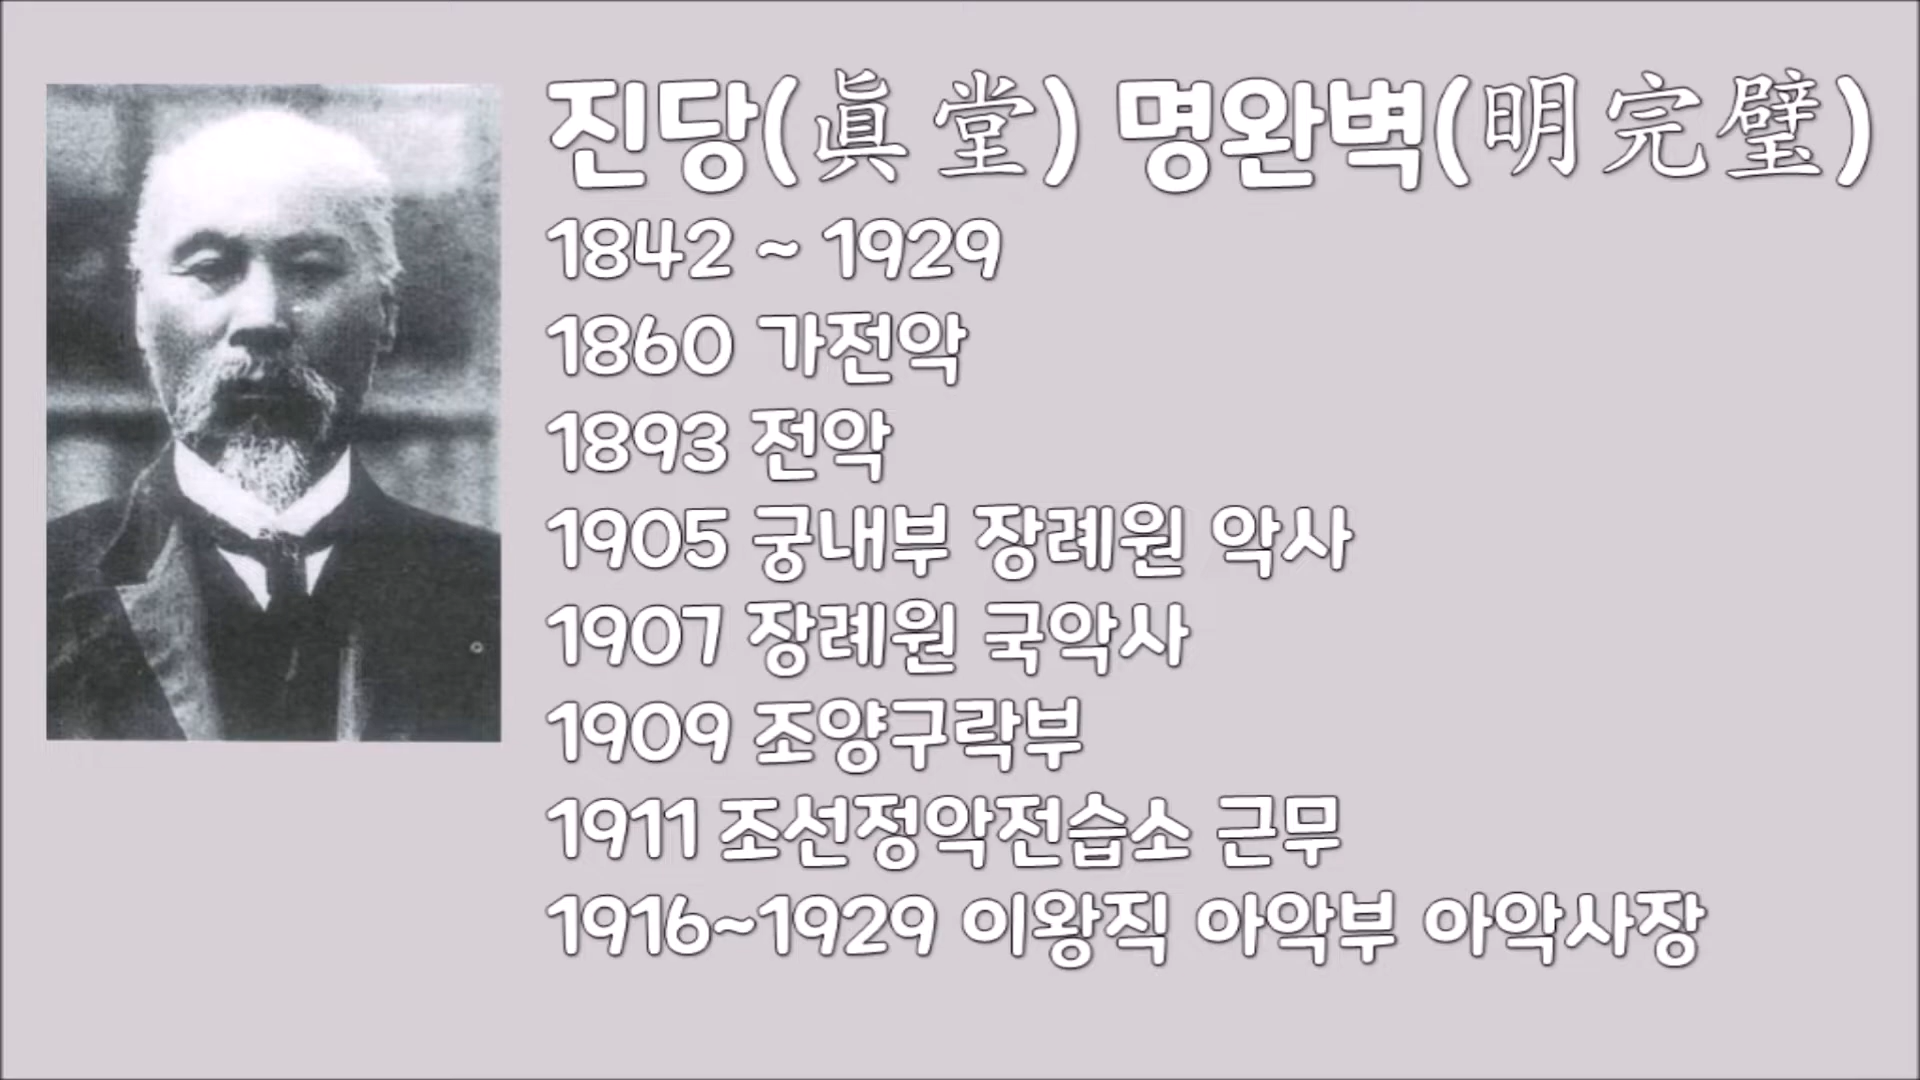 진당(眞堂) 명완벽(明完璧)
1842 ~ 1929
1860 가전악
1893 전악
1905 궁내부 장례원 악사
1907 장례원 국악사
1909 조양구락부
1911 조선정악전습소 근무
1916~1929 이왕직 아악부 아악사장